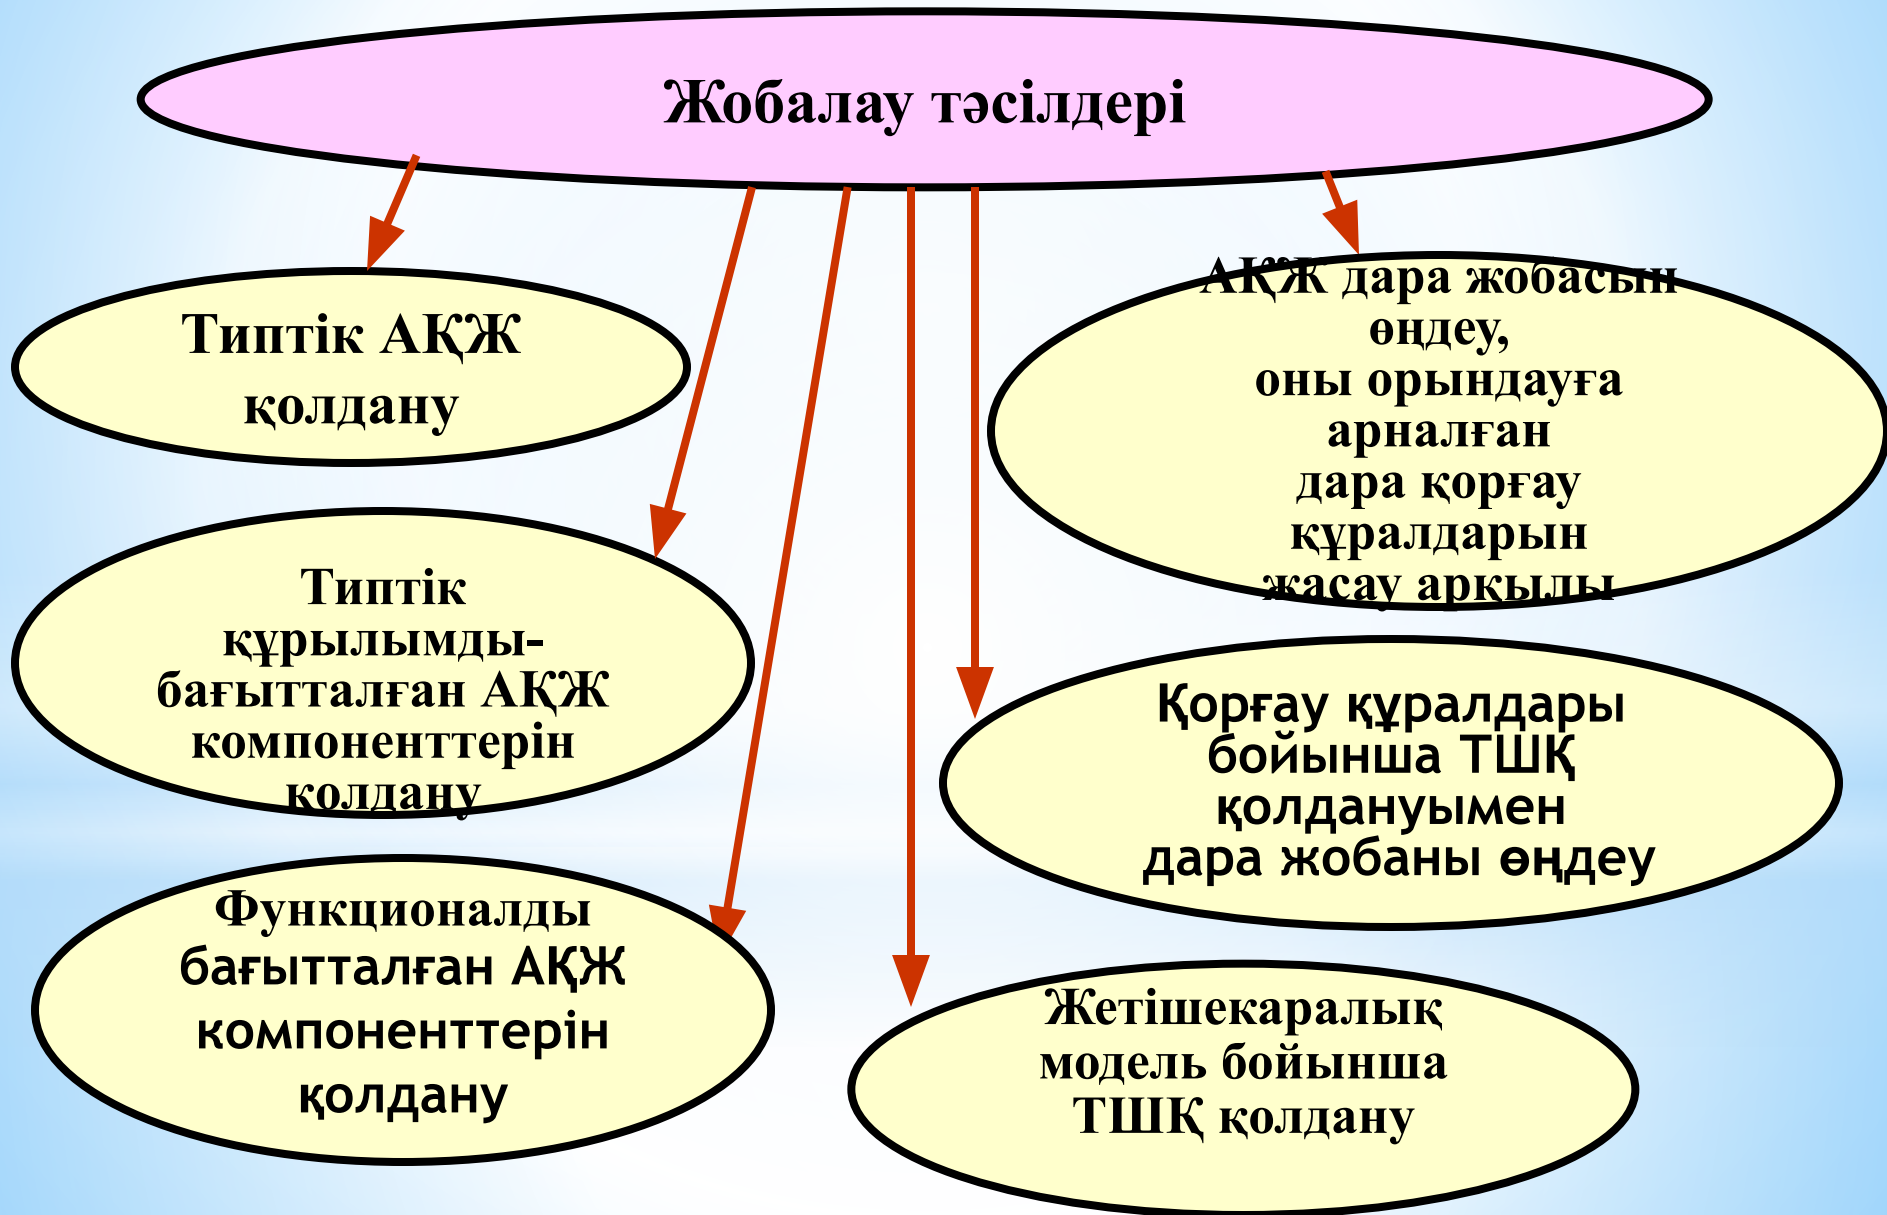 Жобалау тәсілдері
Типтік АҚЖ
қолдану
Типтік
құрылымды-
бағытталған АҚЖ
компоненттерін
қолдану
Функционалды
бағытталған АҚЖ
компоненттерін
қолдану
АҚЖ дара жобасын
өңдеу,
оны орындауға
арналған
дара қорғау
құралдарын
жасау арқылы
Қорғау құралдары
бойынша ТШҚ
қолдануымен
дара жобаны өңдеу
Жетішекаралық
модель бойынша
ТШҚ қолдану